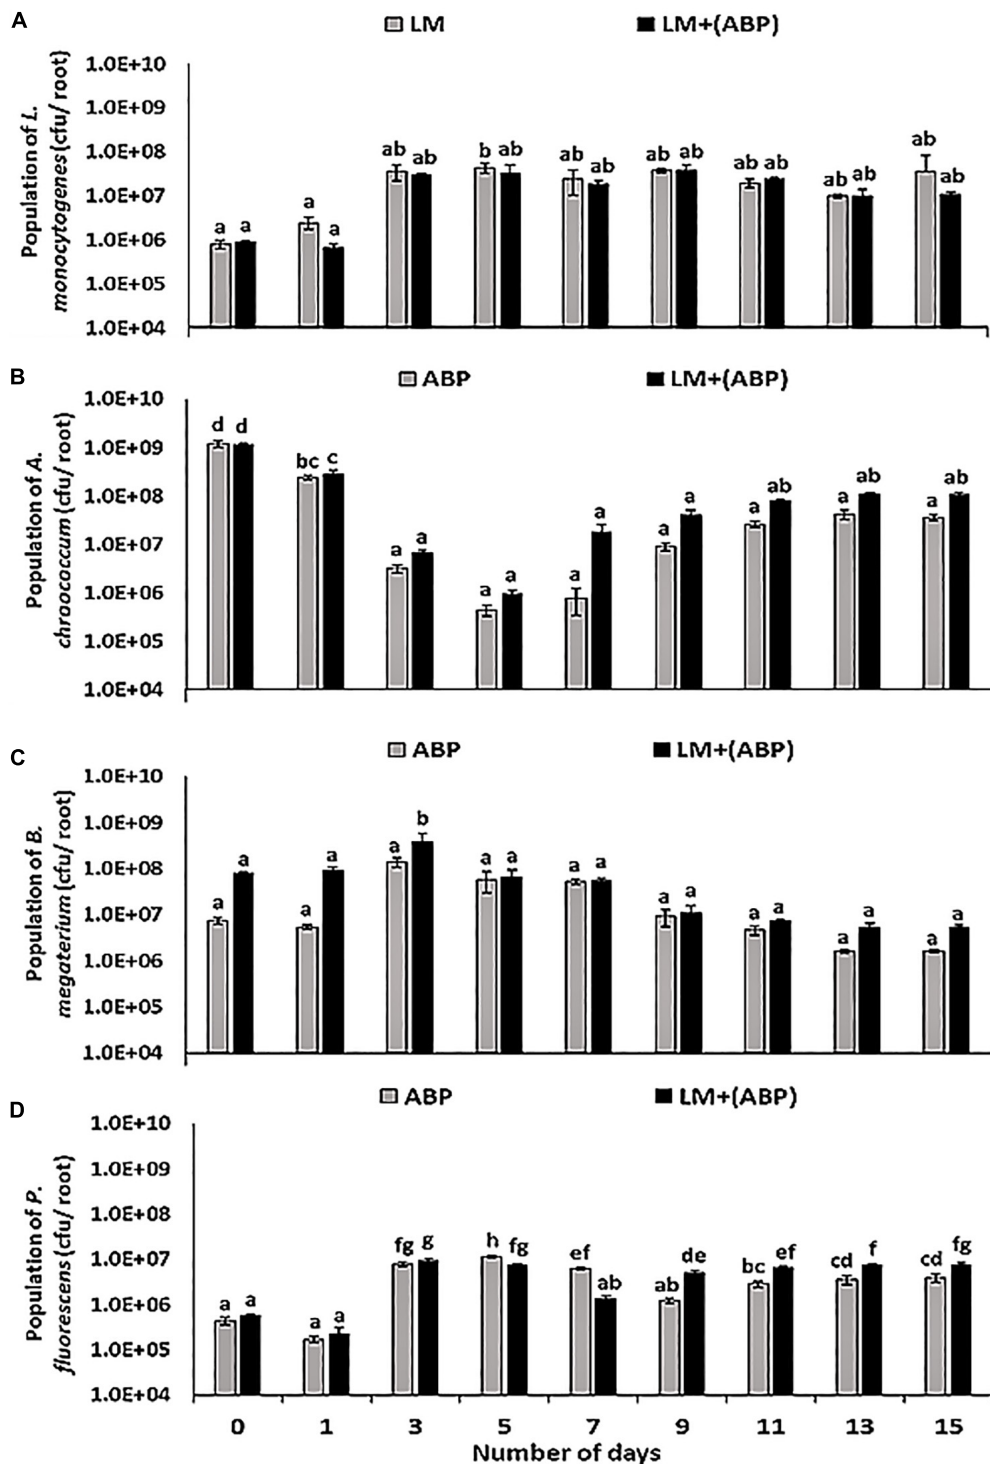 A
LM LM+(ABP)
Population of L.
monocytogenes (cfu/ root)
1.0E+10
1.0E+09
1.0E+08
1.0E+07
1.0E+06
1.0E+05
1.0E+04
a a a a ab ab b ab ab ab ab ab ab ab ab ab ab ab
B
ABP LM+(ABP)
Population of A.
chroococcum (cfu/ root)
1.0E+10
1.0E+09
1.0E+08
1.0E+07
1.0E+06
1.0E+05
1.0E+04
d d bc c a a a a a a a a a ab a ab a ab
C
ABP LM+(ABP)
Population of B.
megaterium (cfu/ root)
1.0E+10
1.0E+09
1.0E+08
1.0E+07
1.0E+06
1.0E+05
1.0E+04
a a a a a b a a a a a a a a a a a a
D
ABP LM+(ABP)
Population of P.
fluorescens (cfu/ root)
1.0E+10
1.0E+09
1.0E+08
1.0E+07
1.0E+06
1.0E+05
1.0E+04
a a a a fg g h fg ef ab ab de bc ef cd f cd fg
0 1 3 5 7 9 11 13 15
Number of days